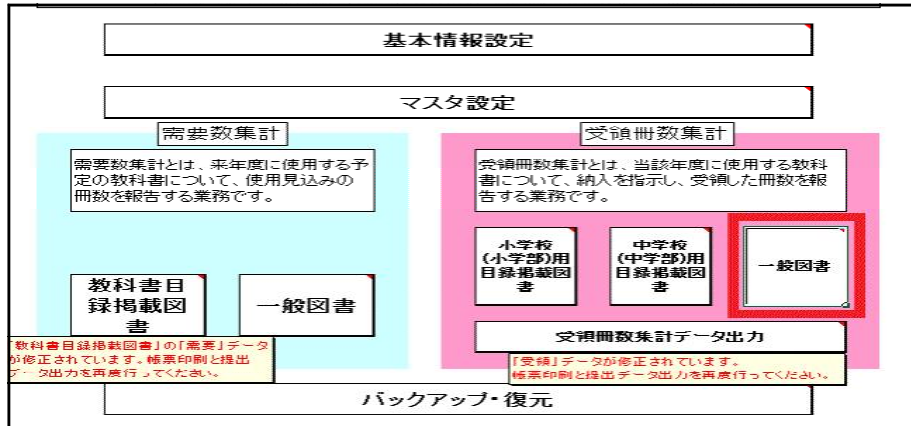 基本情報設定
マスタ設定
需要数集計
需要数集計とは、来年度に使用する予
定の教科書について、使用見込みの
冊数を報告する業務です。
教科書目
録掲載図
書
一般図書
「教科書目録掲載図書」の「需要」データ
が修正されています。帳票印刷と提出
データ出力を再度行ってください。
受領冊数集計
受領冊数集計とは、当該年度に使用する教科
書について、納入を指示し、受領した冊数を報
告する業務です。
小学校
(小学部)用
目録掲載図
書
中学校
(中学部)用
目録掲載図
書
一般図書
受領冊数集計データ出力
「受領」データが修正されています。
帳票印刷と提出データ出力を再度行ってください。
バックアップ・復元